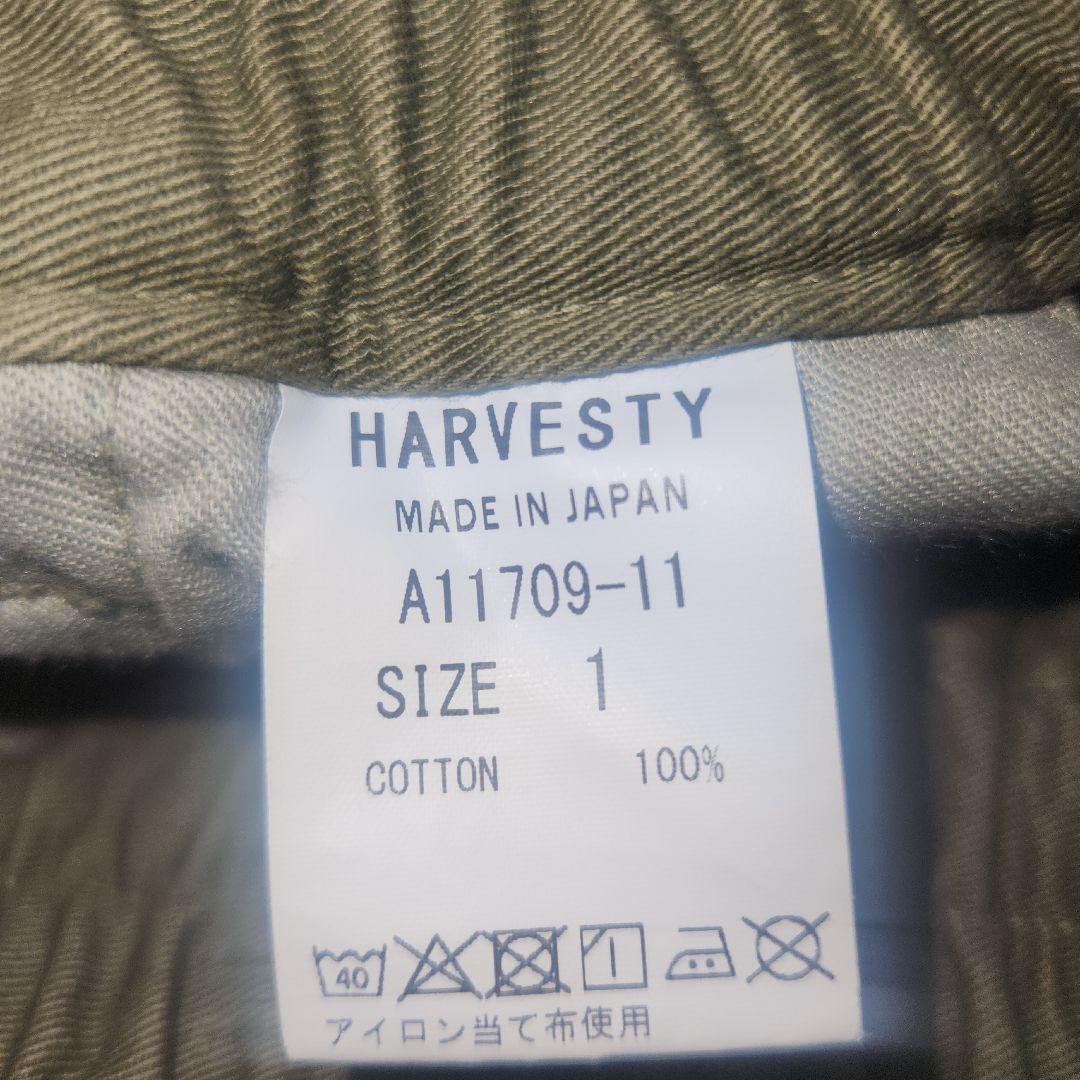 HARVESTY
MADE IN JAPAN
A11709-11
SIZE 1
COTTON 100%
40
アイロン当て布使用